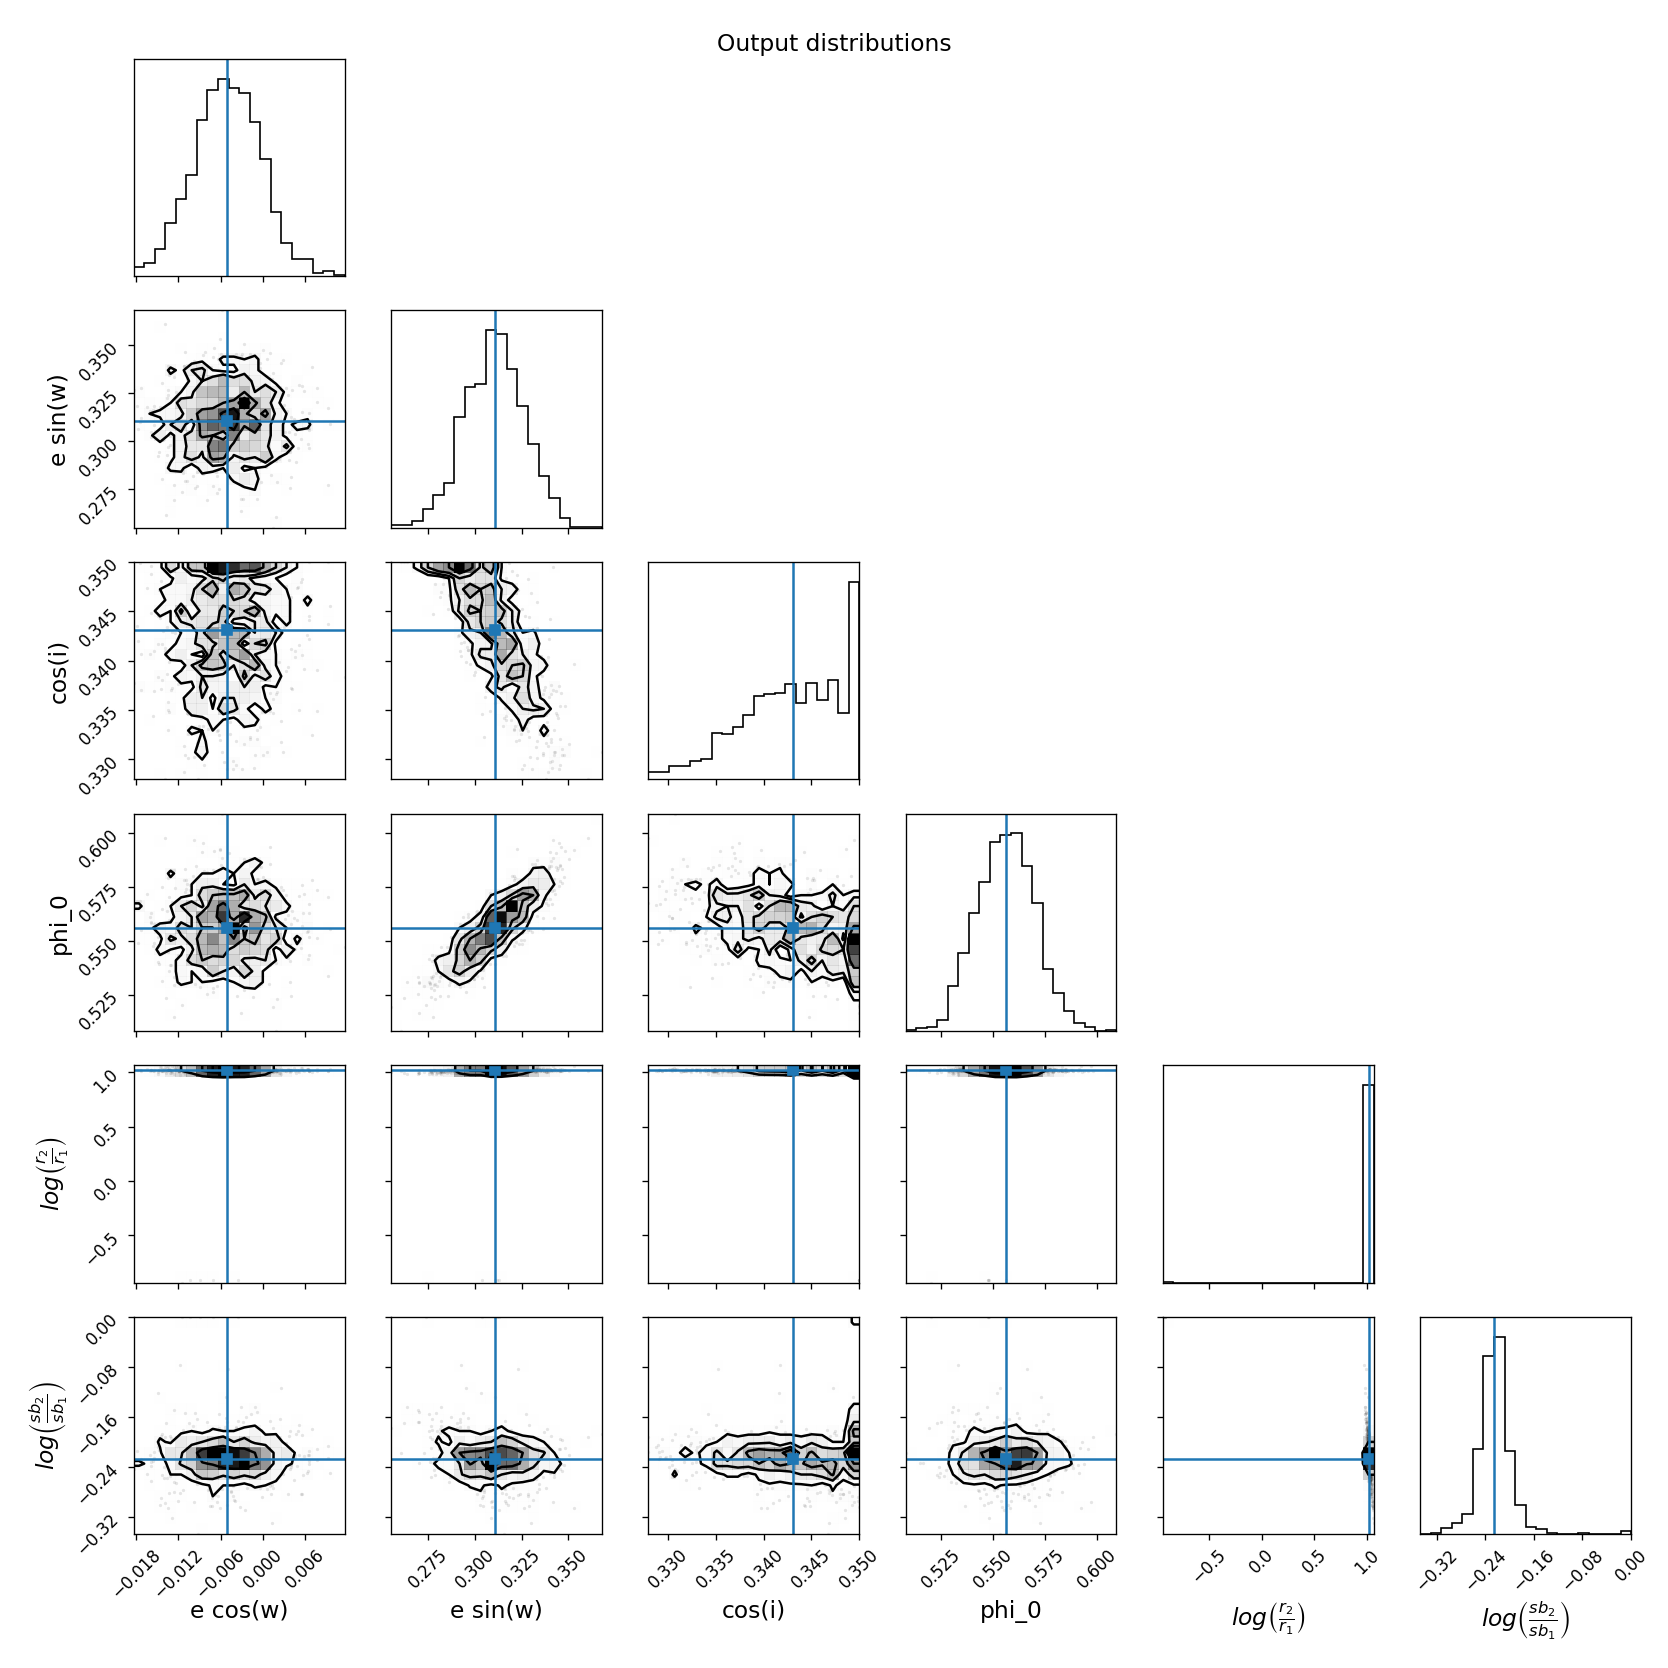 Output distributions
e sin(w)
0.350
0.325
0.300
0.275
cos(i)
0.350
0.345
0.340
0.335
0.330
phi_0
0.600
0.575
0.550
0.525
log(r2/r1)
1.0
0.5
0.0
−0.5
log(sb2/sb1)
0.00
−0.08
−0.16
−0.24
−0.32
−0.018 −0.012 −0.006 0.000 0.006
0.275 0.300 0.325 0.350
0.330 0.335 0.340 0.345 0.350
0.525 0.550 0.575 0.600
−0.5 0.0 0.5 1.0
−0.32 −0.24 −0.16 −0.08 0.00
e cos(w)
e sin(w)
cos(i)
phi_0
log(r2/r1)
log(sb2/sb1)